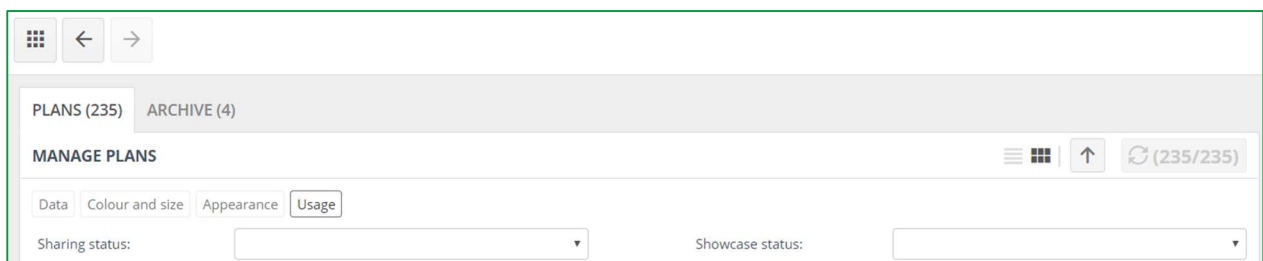 PLANS (235) ARCHIVE (4)
MANAGE PLANS (235/235)
Data Colour and size Appearance Usage
Sharing status: Showcase status: